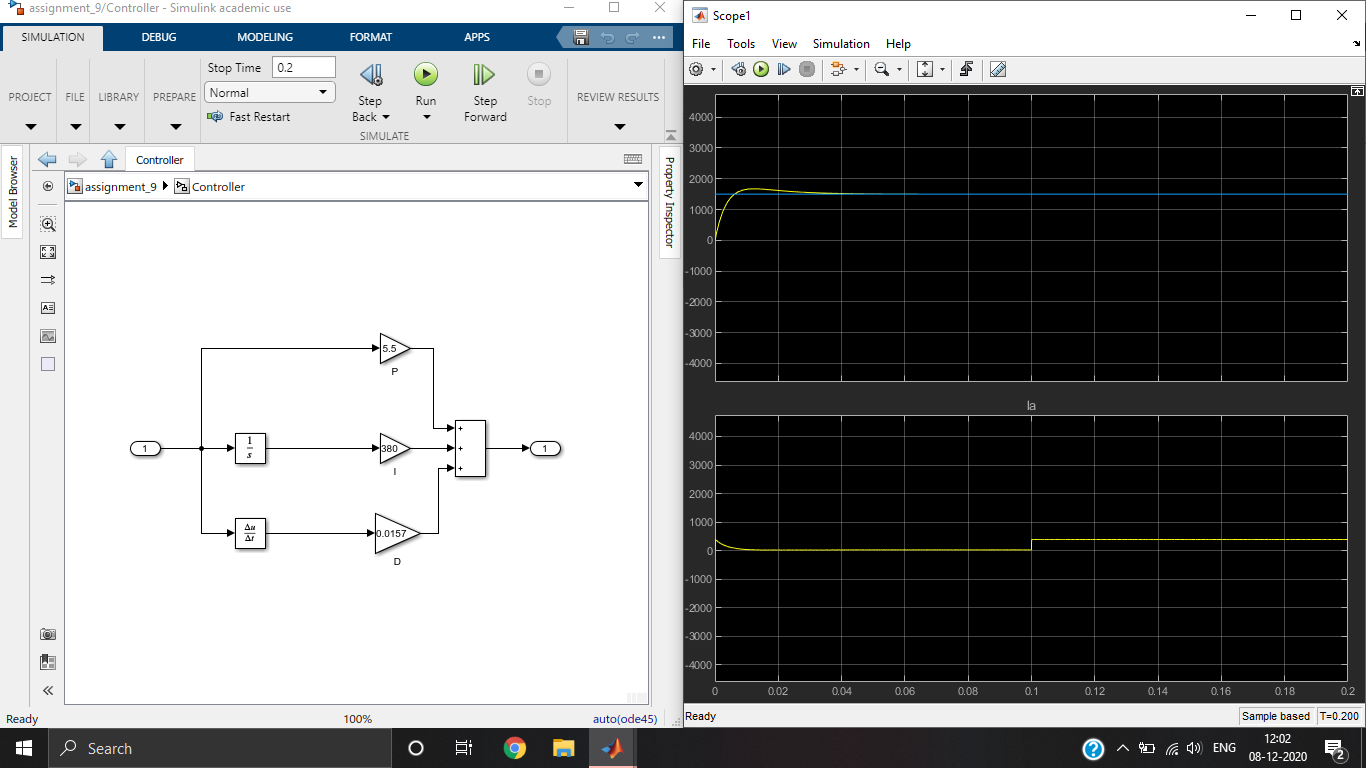 assignment_9/Controller - Simulink academic use
SIMULATION DEBUG MODELING FORMAT APPS
PROJECT
FILE
LIBRARY
PREPARE
Stop Time 0.2
Normal
Fast Restart
Step Back
Run
Step Forward
Stop
SIMULATE
REVIEW RESULTS
Model Browser
Controller
assignment_9 Controller
Property Inspector
5.5
P
1
1
s
380
I
1
Δu
Δt
0.0157
D
Ready 100% auto(ode45)
Scope1
File Tools View Simulation Help
4000
3000
2000
1000
0
-1000
-2000
-3000
-4000
Ia
4000
3000
2000
1000
0
-1000
-2000
-3000
-4000
0 0.02 0.04 0.06 0.08 0.1 0.12 0.14 0.16 0.18 0.2
Ready Sample based T=0.200
Search
ENG
12:02
08-12-2020
2